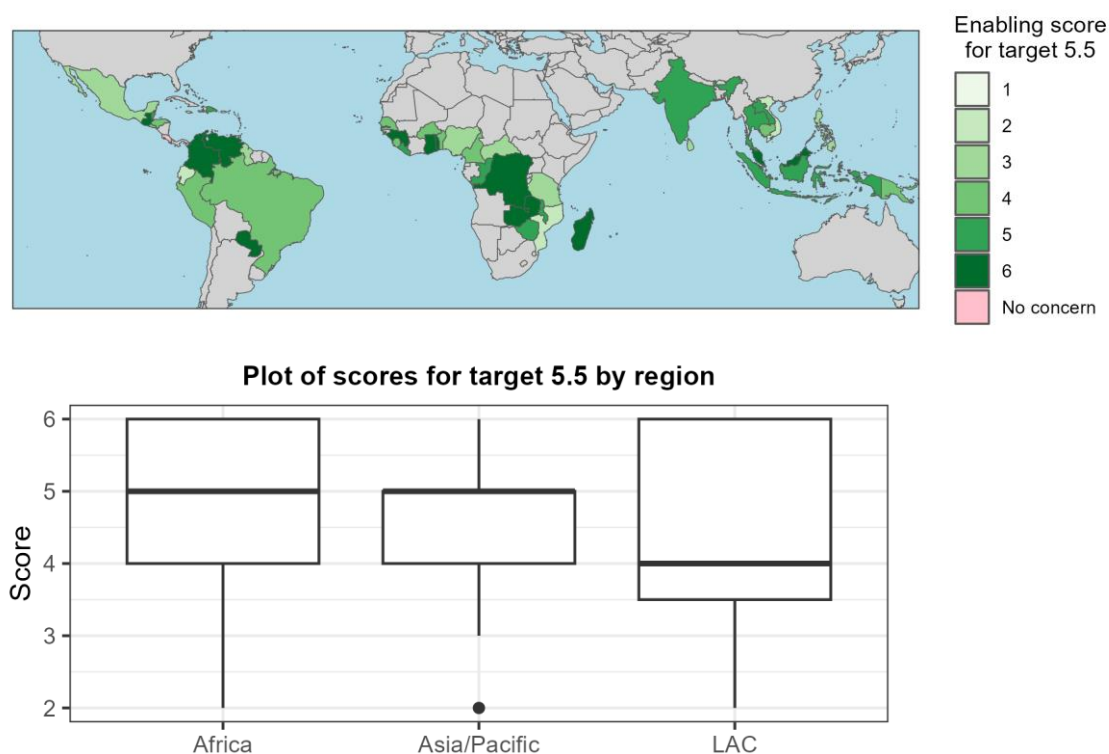 Enabling score
for target 5.5
1
2
3
4
5
6
No concern
Plot of scores for target 5.5 by region
Score
6
5
4
3
2
Africa
Asia/Pacific
LAC